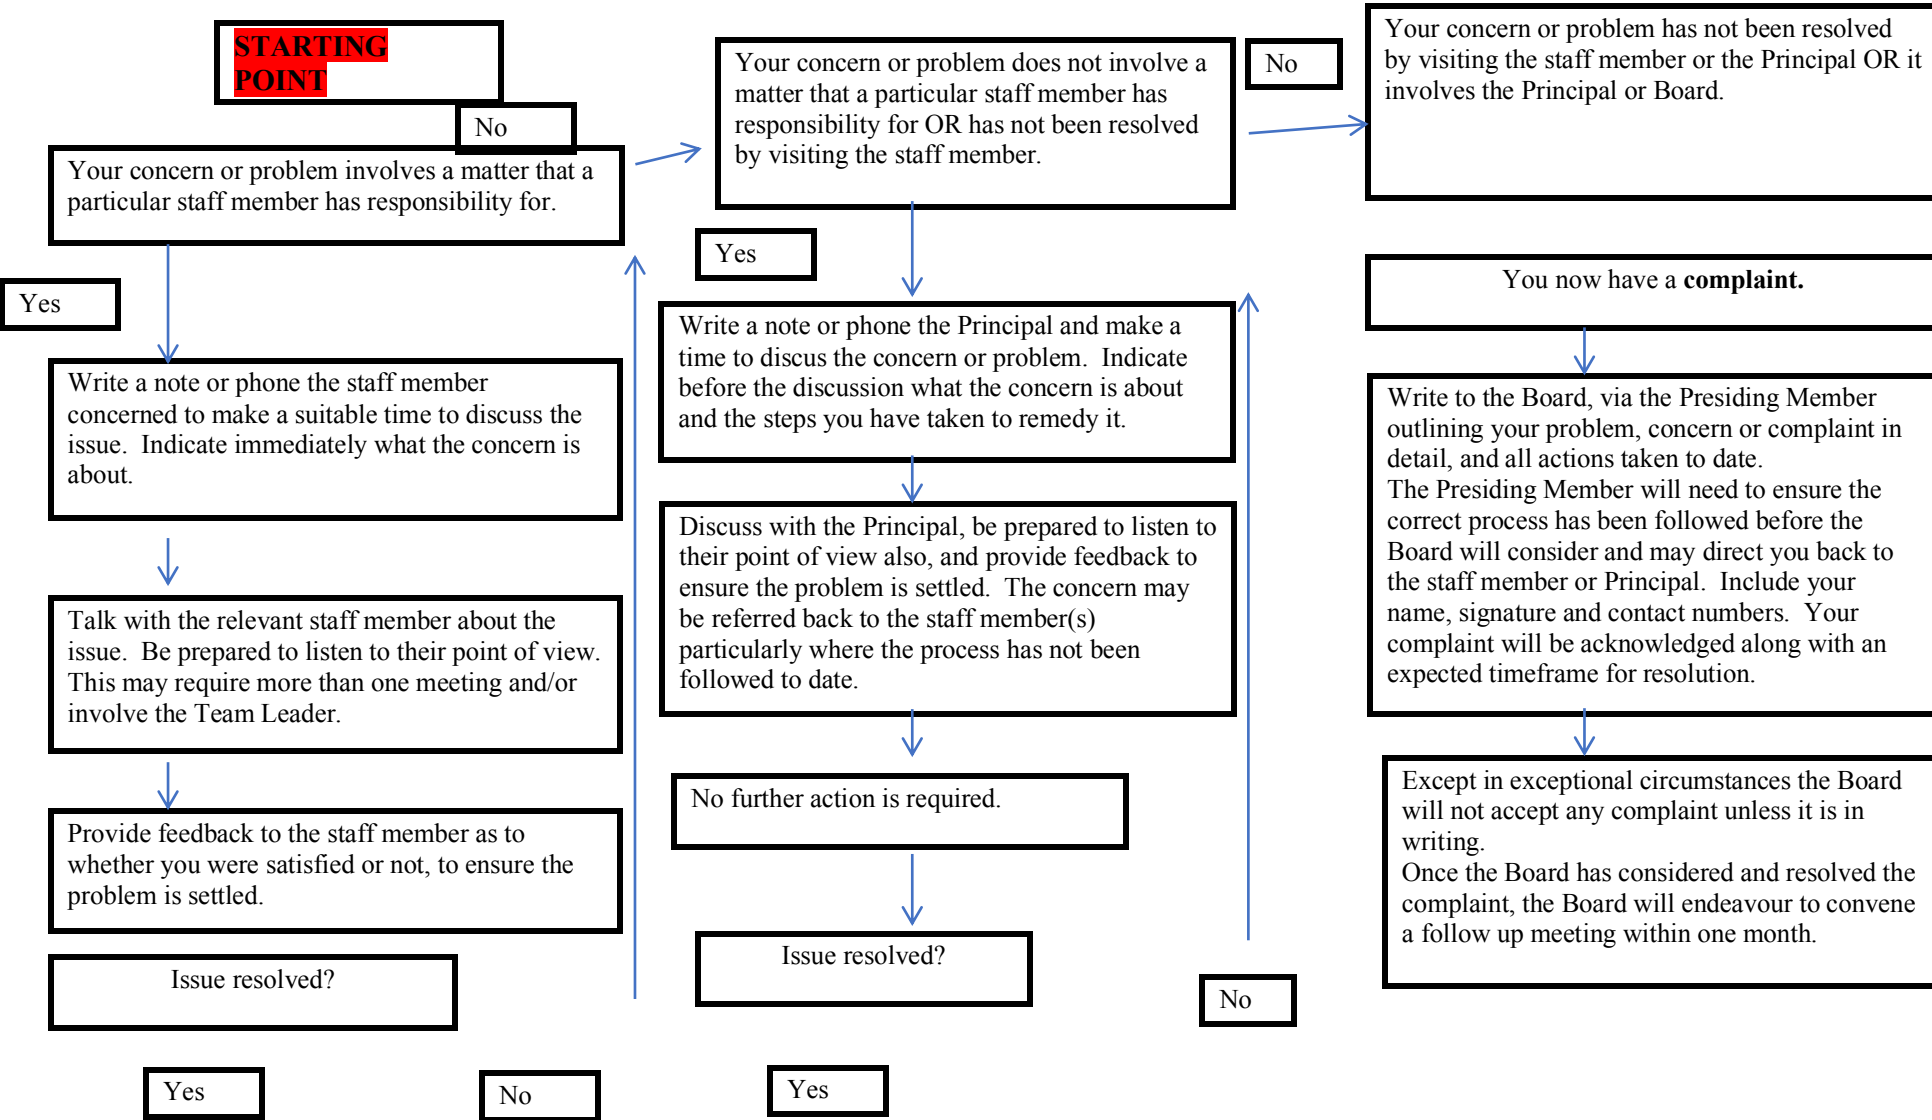 STARTING
POINT
No
Your concern or problem involves a matter that a
particular staff member has responsibility for.
Yes
Write a note or phone the staff member
concerned to make a suitable time to discuss the
issue.  Indicate immediately what the concern is
about.
Talk with the relevant staff member about the
issue.  Be prepared to listen to their point of view.
This may require more than one meeting and/or
involve the Team Leader.
Provide feedback to the staff member as to
whether you were satisfied or not, to ensure the
problem is settled.
Issue resolved?
Yes
No
Your concern or problem does not involve a
matter that a particular staff member has
responsibility for OR has not been resolved
by visiting the staff member.
No
Yes
Write a note or phone the Principal and make a
time to discus the concern or problem.  Indicate
before the discussion what the concern is about
and the steps you have taken to remedy it.
Discuss with the Principal, be prepared to listen to
their point of view also, and provide feedback to
ensure the problem is settled.  The concern may
be referred back to the staff member(s)
particularly where the process has not been
followed to date.
No further action is required.
Issue resolved?
No
Yes
Your concern or problem has not been resolved
by visiting the staff member or the Principal OR it
involves the Principal or Board.
You now have a complaint.
Write to the Board, via the Presiding Member
outlining your problem, concern or complaint in
detail, and all actions taken to date.
The Presiding Member will need to ensure the
correct process has been followed before the
Board will consider and may direct you back to
the staff member or Principal.  Include your
name, signature and contact numbers.  Your
complaint will be acknowledged along with an
expected timeframe for resolution.
Except in exceptional circumstances the Board
will not accept any complaint unless it is in
writing.
Once the Board has considered and resolved the
complaint, the Board will endeavour to convene
a follow up meeting within one month.